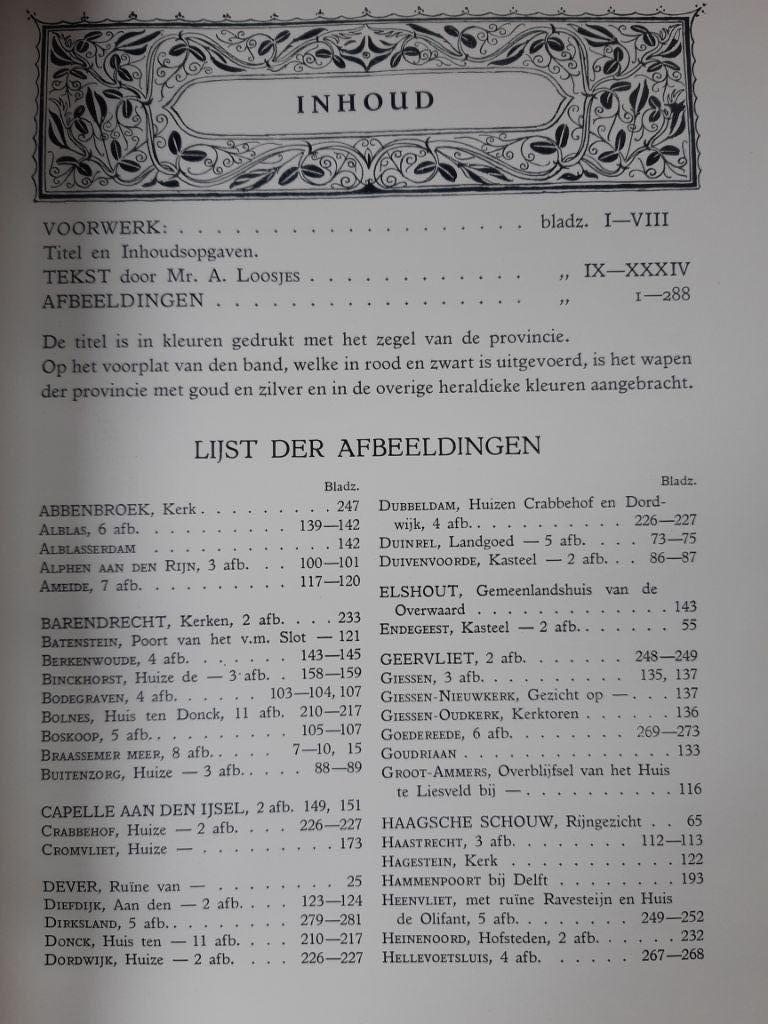 INHOUD
VOORWERK: . . . . . . . . . . . . . . . . . . . bladz. I—VIII
Titel en Inhoudsopgaven.
TEKST door Mr. A. Loosjes . . . . . . . . . . . . ,, IX—XXXIV
AFBEELDINGEN . . . . . . . . . . . . . . . . . ,, 1—288
De titel is in kleuren gedrukt met het zegel van de provincie.
Op het voorplat van den band, welke in rood en zwart is uitgevoerd, is het wapen
der provincie met goud en zilver en in de overige heraldieke kleuren aangebracht.
LIJST DER AFBEELDINGEN
Bladz.
ABBENBROEK, Kerk . . . . . . . . . 247
Alblas, 6 afb. . . . . . . . . . 139—142
Alblasserdam . . . . . . . . . . . . 142
Alphen aan den Rijn, 3 afb. . . . 100—101
Ameide, 7 afb. . . . . . . . . . 117—120
BARENDRECHT, Kerken, 2 afb. . . . . 233
Batenstein, Poort van het v.m. Slot — 121
Berkenwoude, 4 afb. . . . . . . 143—145
Binckhorst, Huize de — 3 afb. . . 158—159
Bodegraven, 4 afb. . . . . . 103—104, 107
Bolnes, Huis ten Donck, 11 afb. 210—217
Boskoop, 5 afb. . . . . . . . . . 105—107
Braassemer meer, 8 afb. . . . . 7—10, 15
Buitenzorg, Huize — 3 afb. . . . . 88—89
CAPELLE AAN DEN IJSEL, 2 afb. 149, 151
Crabbehof, Huize — 2 afb. . . . 226—227
Cromvliet, Huize — . . . . . . . . . 173
DEVER, Ruïne van — . . . . . . . . 25
Diefdijk, Aan den — 2 afb. . . . 123—124
Dirksland, 5 afb. . . . . . . . . 279—281
Donck, Huis ten — 11 afb. . . . 210—217
Dordwijk, Huize — 2 afb. . . . 226—227
Bladz.
Dubbeldam, Huizen Crabbehof en Dord-
wijk, 4 afb. . . . . . . . . . . 226—227
Duinrel, Landgoed — 5 afb. . . . . 73—75
Duivenvoorde, Kasteel — 2 afb. . . 86—87
ELSHOUT, Gemeenlandshuis van de
Overwaard . . . . . . . . . . . . 143
Endegeest, Kasteel — 2 afb. . . . . . . 55
GEERVLIET, 2 afb. . . . . . . 248—249
Giessen, 3 afb. . . . . . . . . . 135, 137
Giessen-Nieuwkerk, Gezicht op — . . . 137
Giessen-Oudkerk, Kerktoren . . . . . . 136
Goedereede, 6 afb. . . . . . . . 269—273
Goudriaan . . . . . . . . . . . . . . 133
Groot-Ammers, Overblijfsel van het Huis
te Liesveld bij — . . . . . . . . . . 116
HAAGSCHE SCHOUW, Rijngezicht . . 65
Haastrecht, 3 afb. . . . . . . . 112—113
Hagestein, Kerk . . . . . . . . . . . 122
Hammenpoort bij Delft . . . . . . . . 193
Heenvliet, met ruïne Ravesteijn en Huis
de Olifant, 5 afb. . . . . . . . 249—252
Heinenoord, Hofsteden, 2 afb. . . . . . 232
Hellevoetsluis, 4 afb. . . . . . 267—268